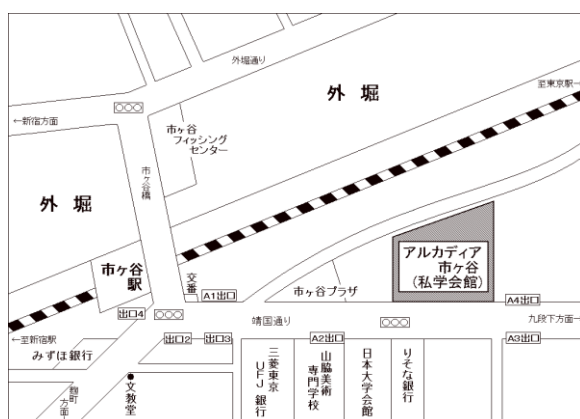 外堀通り
至東京駅→
外 堀
←新宿方面
市ヶ谷
フィッシング
センター
市ヶ谷橋
外 堀
アルカディア
市ヶ谷
(私学会館)
市ヶ谷
駅
交番
市ヶ谷プラザ
A1出口
A4出口
出口4
靖国通り
九段下方面→
←至新宿駅
出口2
出口3
A2出口
A3出口
みずほ銀行
三菱東京
UFJ 銀行
山脇美術
専門学校
日本大学会館
りそな銀行
麹町
方面
文教堂